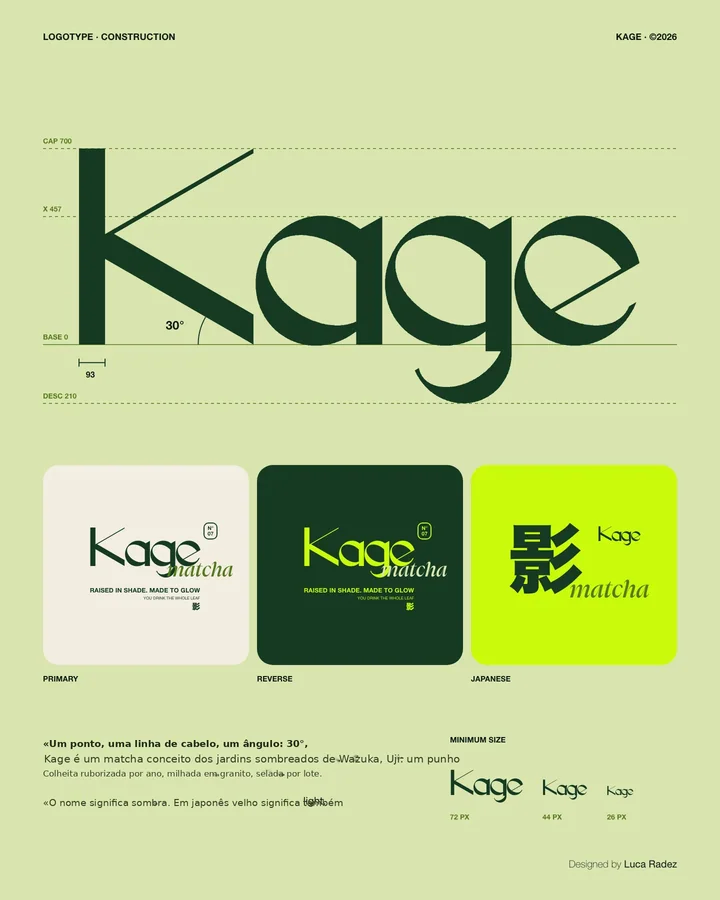 LOGOTYPE · CONSTRUCTION
KAGE · ©2026
CAP 700
X 457
BASE 0
DESC 210
Kage
30°
93
Kage
N°
07
matcha
RAISED IN SHADE. MADE TO GLOW
YOU DRINK THE WHOLE LEAF
影
PRIMARY
Kage
N°
07
matcha
RAISED IN SHADE. MADE TO GLOW
YOU DRINK THE WHOLE LEAF
影
REVERSE
影
Kage
matcha
JAPANESE
«Um ponto, uma linha de cabelo, um ângulo: 30°,
Kage é um matcha conceito dos jardins sombreados de Wazuka, Uji: um punho
Colheita ruborizada por ano, milhada em granito, selada por lote.
«O nome significa sombra. Em japonês velho significa também
light.
MINIMUM SIZE
Kage
Kage
Kage
72 PX
44 PX
26 PX
Designed by Luca Radez